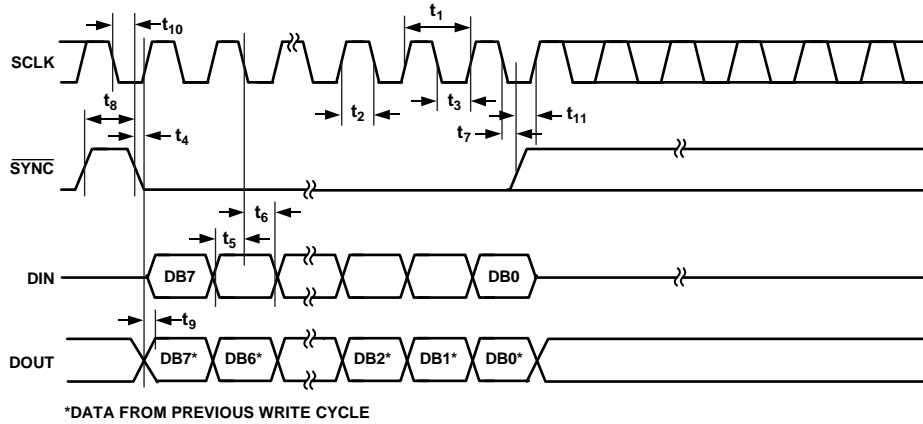 t10
t1
SCLK
t8
t2
t3
t4
t7
t11
SYNC
t6
t5
DIN
DB7
DB0
t9
DOUT
DB7*
DB6*
DB2*
DB1*
DB0*
*DATA FROM PREVIOUS WRITE CYCLE